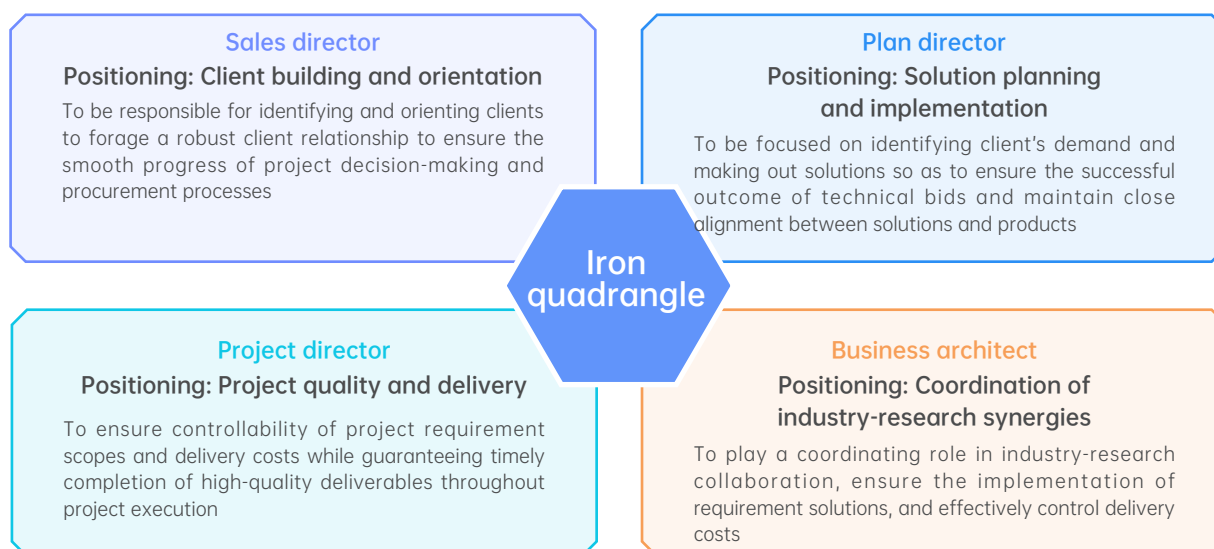 Sales director
Positioning: Client building and orientation
To be responsible for identifying and orienting clients
to forage a robust client relationship to ensure the
smooth progress of project decision-making and
procurement processes
Plan director
Positioning: Solution planning
and implementation
To be focused on identifying client's demand and
making out solutions so as to ensure the successful
outcome of technical bids and maintain close
alignment between solutions and products
Iron
quadrangle
Project director
Positioning: Project quality and delivery
To ensure controllability of project requirement
scopes and delivery costs while guaranteeing timely
completion of high-quality deliverables throughout
project execution
Business architect
Positioning: Coordination of
industry-research synergies
To play a coordinating role in industry-research
collaboration, ensure the implementation of
requirement solutions, and effectively control delivery
costs